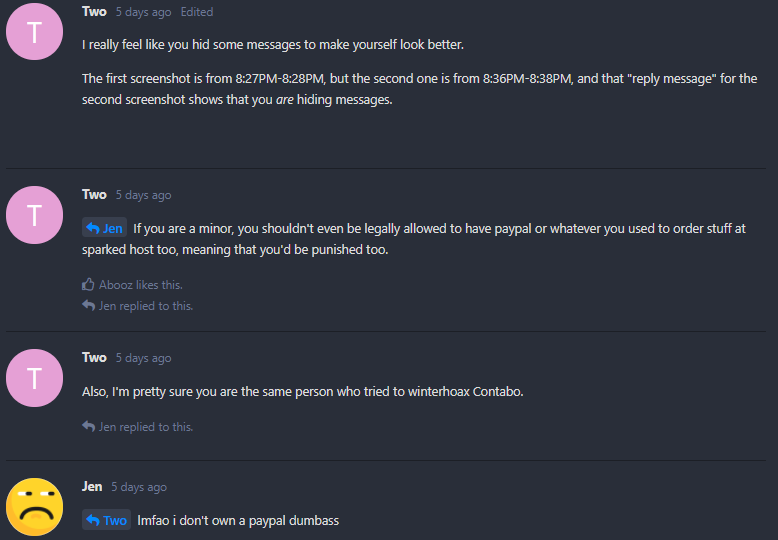 T
Two 5 days ago Edited
I really feel like you hid some messages to make yourself look better.
The first screenshot is from 8:27PM-8:28PM, but the second one is from 8:36PM-8:38PM, and that "reply message" for the
second screenshot shows that you are hiding messages.
T
Two 5 days ago
Jen If you are a minor, you shouldn't even be legally allowed to have paypal or whatever you used to order stuff at
sparked host too, meaning that you'd be punished too.
Abooz likes this.
Jen replied to this.
T
Two 5 days ago
Also, I'm pretty sure you are the same person who tried to winterhoax Contabo.
Jen replied to this.
Jen 5 days ago
Two lmfao i don't own a paypal dumbass